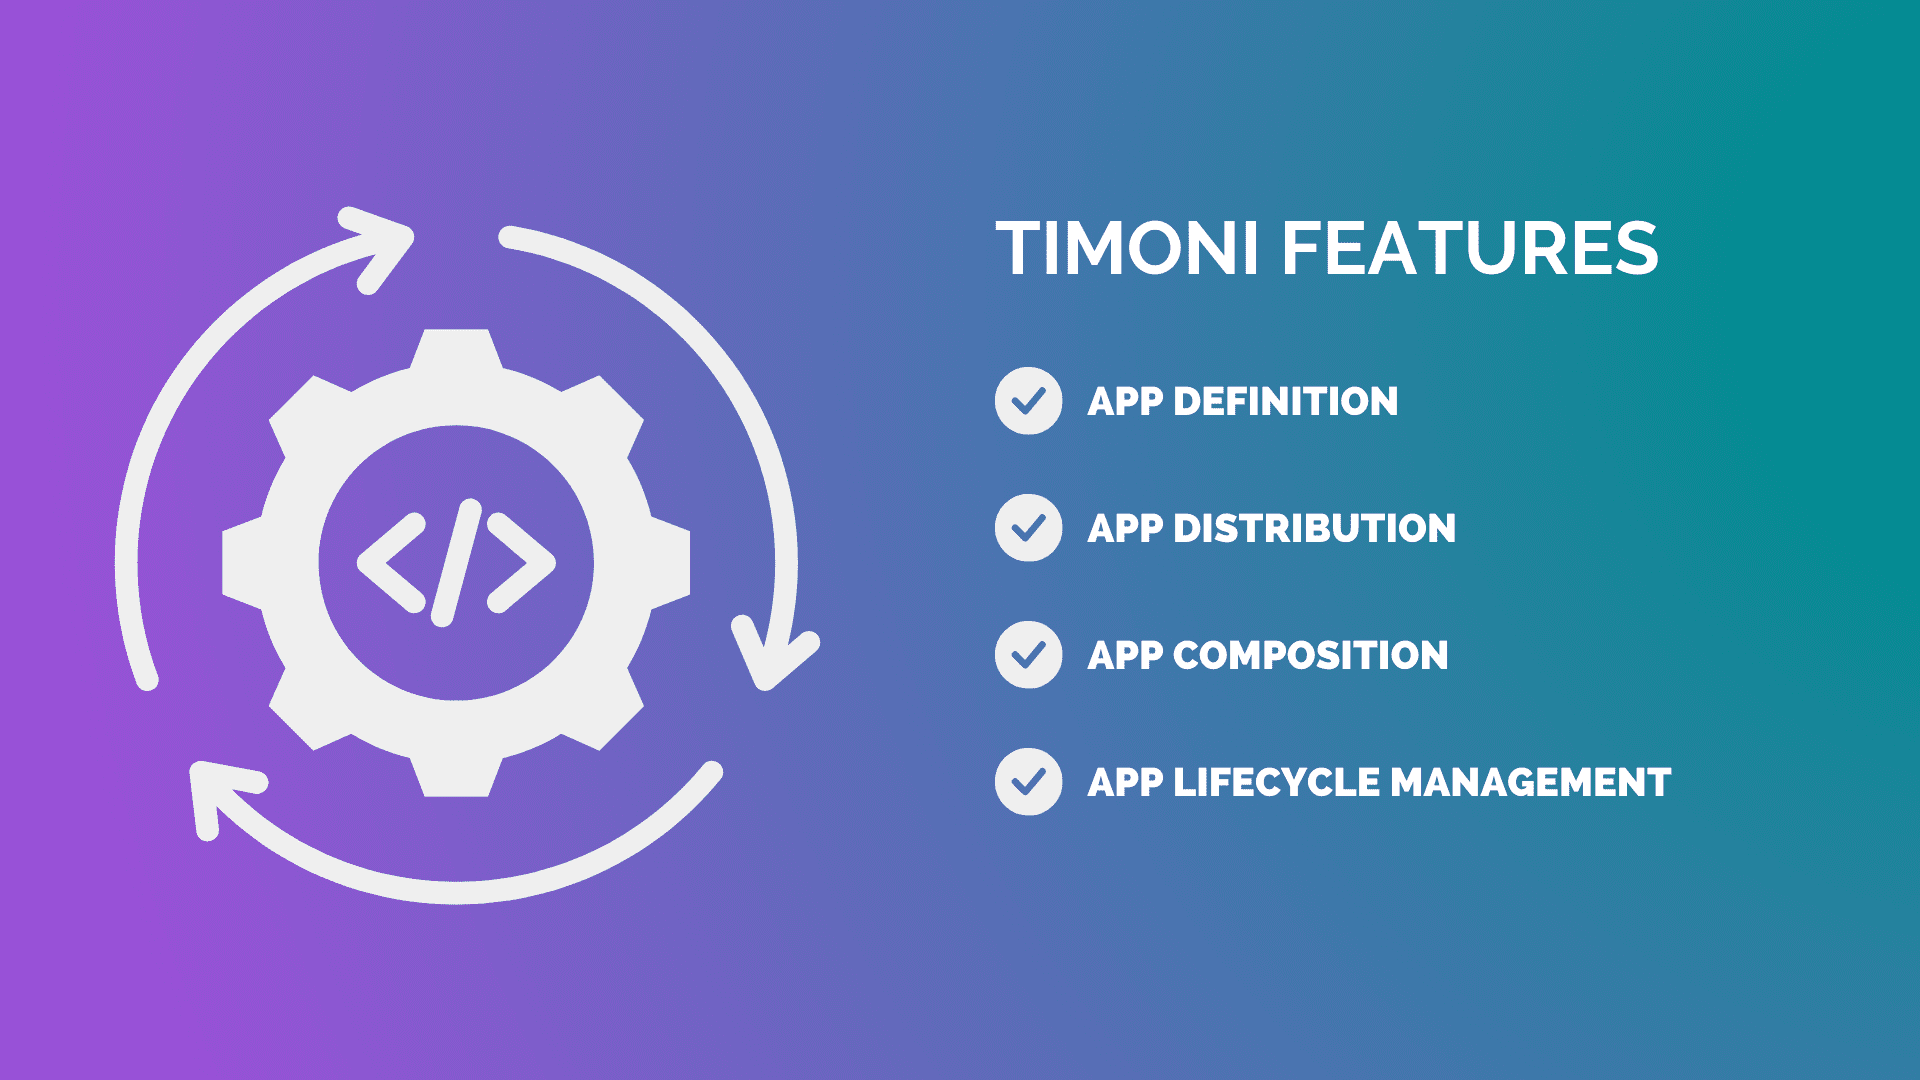 TIMONI FEATURES
APP DEFINITION
APP DISTRIBUTION
APP COMPOSITION
APP LIFECYCLE MANAGEMENT